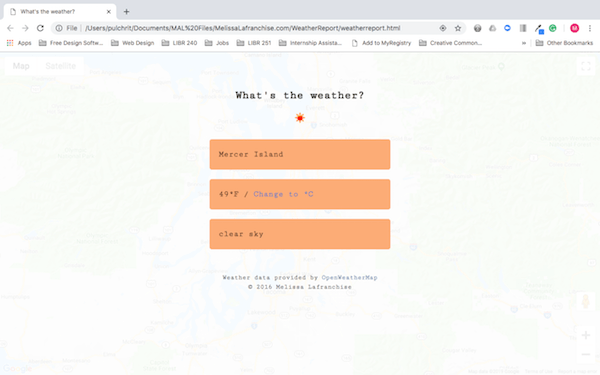 What's the weather?
File | /Users/pulchrit/Documents/MAL%20Files/MelissaLafranchise.com/WeatherReport/weatherreport.html
Apps Free Design Softw... Web Design LIBR 240 Jobs LIBR 251 Internship Assista... Add to MyRegistry Creative Common... » Other Bookmarks
Map Satellite
What's the weather?
Mercer Island
49°F / Change to °C
clear sky
Weather data provided by OpenWeatherMap
© 2016 Melissa Lafranchise